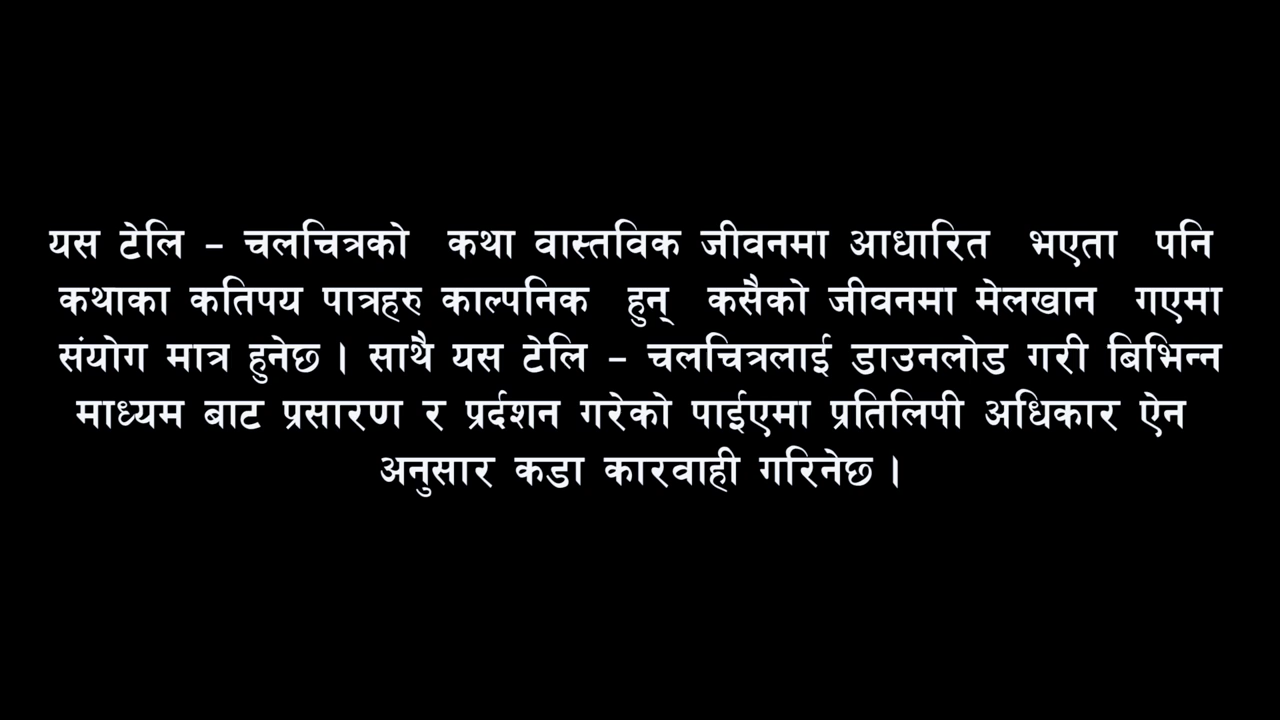 यस टेलि - चलचित्रको कथा वास्तविक जीवनमा आधारित भएता पनि
कथाका कतिपय पात्रहरु काल्पनिक हुन् कसैको जीवनमा मेलखान गएमा
संयोग मात्र हुनेछ । साथै यस टेलि - चलचित्रलाई डाउनलोड गरी बिभिन्न
माध्यम बाट प्रसारण र प्रर्दशन गरेको पाईएमा प्रतिलिपी अधिकार ऐन
अनुसार कडा कारवाही गरिनेछ ।